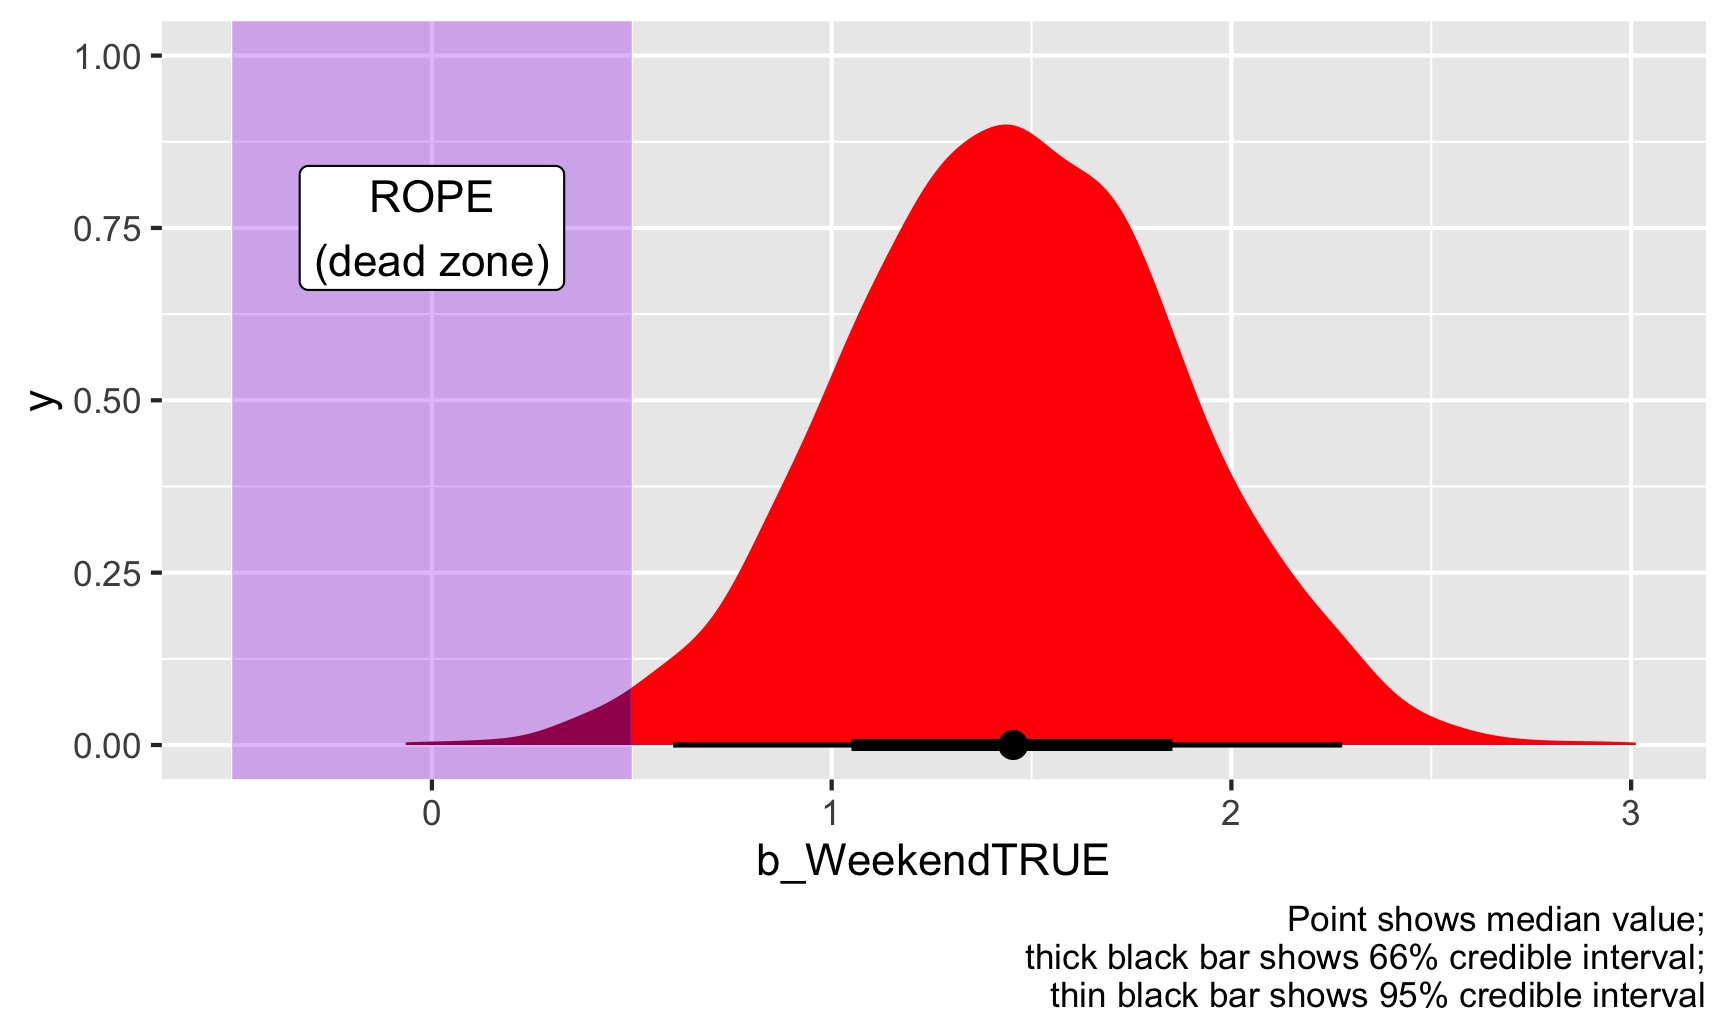 1.00
0.75
0.50
0.25
0.00
y
ROPE
(dead zone)
0
1
2
3
b_WeekendTRUE
Point shows median value;
thick black bar shows 66% credible interval;
thin black bar shows 95% credible interval